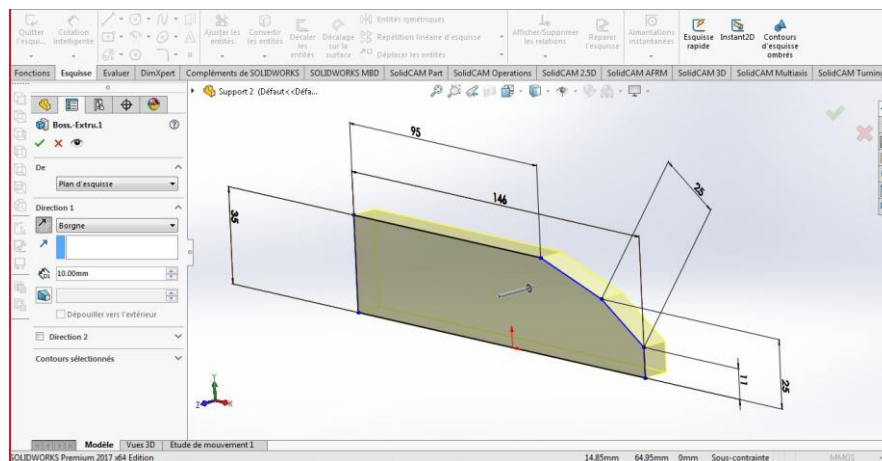 Quitter l'esqui...
Cotation intelligente
Ajuster les entités
Convertir les entités
Décaler les entités
Décalage sur la surface
Entités symétriques
Répétition linéaire d'esquisse
Déplacer les entités
Afficher/Supprimer les relations
Réparer l'esquisse
Aimantations instantanées
Esquisse rapide
Instant2D
Contours d'esquisse ombrés
Fonctions Esquisse Evaluer DimXpert Compléments de SOLIDWORKS SOLIDWORKS MBD SolidCAM Part SolidCAM Operations SolidCAM 2.5D SolidCAM AFRM SolidCAM 3D SolidCAM Multiaxis SolidCAM Turning
Support 2 (Défaut<<Défa...
Boss.-Extru.1
De
Plan d'esquisse
Direction 1
Borgne
D1
10.00mm
Dépouiller vers l'extérieur
Direction 2
Contours sélectionnés
95
146
25
35
11
25
Y
Z
X
Modèle Vues 3D Etude de mouvement 1
SOLIDWORKS Premium 2017 x64 Edition
14.85mm 64.95mm 0mm Sous-contrainte MMGS